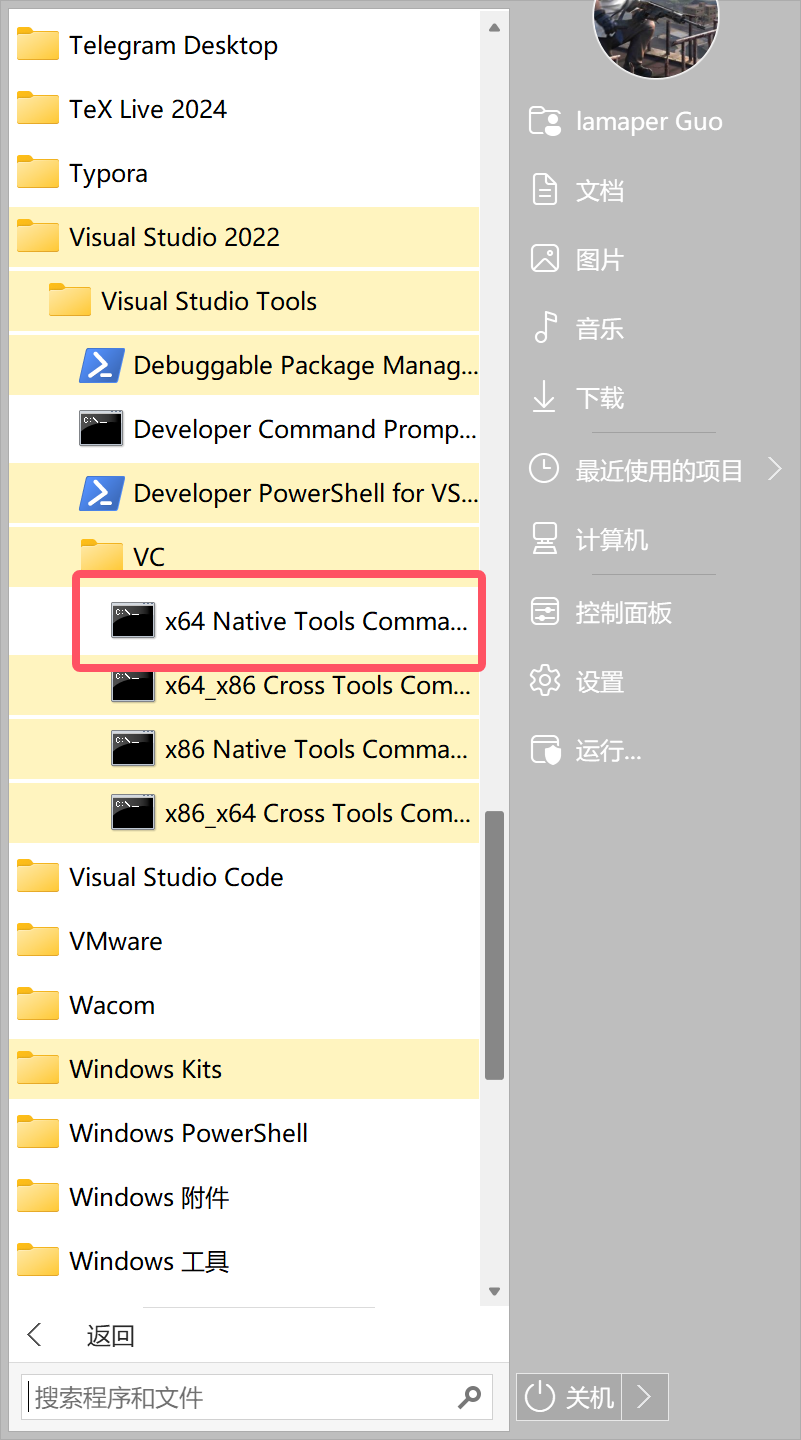 Telegram Desktop
TeX Live 2024
Typora
Visual Studio 2022
Visual Studio Tools
Debuggable Package Manag...
Developer Command Promp...
Developer PowerShell for VS...
VC
x64 Native Tools Comma...
x64_x86 Cross Tools Com...
x86 Native Tools Comma...
x86_x64 Cross Tools Com...
Visual Studio Code
VMware
Wacom
Windows Kits
Windows PowerShell
Windows 附件
Windows 工具
返回
搜索程序和文件
lamaper Guo
文档
图片
音乐
下载
最近使用的项目
计算机
控制面板
设置
运行...
关机